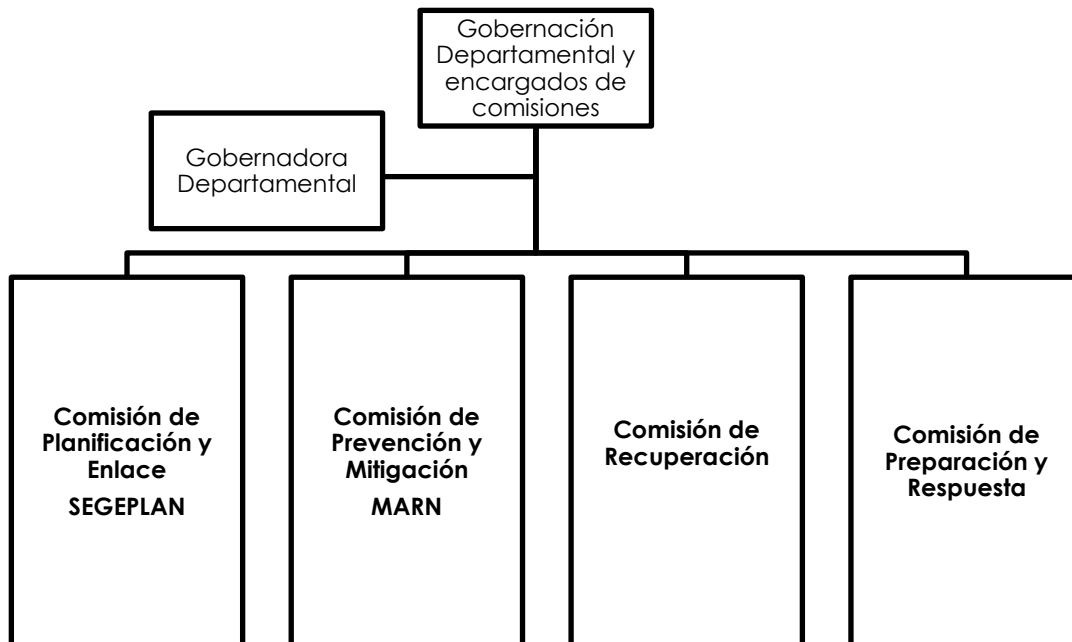 Gobernación
Departamental y
encargados de
comisiones
Gobernadora
Departamental
Comisión de
Planificación y
Enlace
SEGEPLAN
Comisión de
Prevención y
Mitigación
MARN
Comisión de
Recuperación
Comisión de
Preparación y
Respuesta